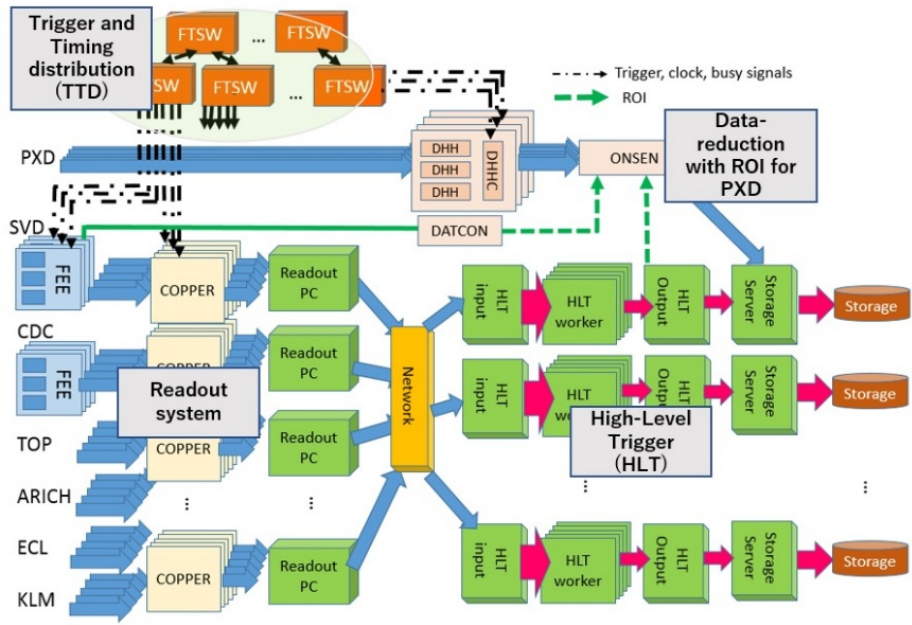 Trigger and
Timing
distribution
(TTD)
FTSW
...
FTSW
FTSW
FTSW
...
FTSW
Trigger, clock, busy signals
ROI
PXD
DHH
DHH
DHH
DHHC
ONSEN
Data-
reduction
with ROI for
PXD
SVD
DATCON
FEE
COPPER
Readout
PC
HLT
input
HLT
worker
HLT
Output
Storage
Server
Storage
CDC
FEE
Readout
PC
Network
HLT
input
HLT
Output
Storage
Server
Storage
Readout
system
High-Level
Trigger
(HLT)
TOP
COPPER
Readout
PC
ARICH
...
...
...
...
ECL
KLM
COPPER
Readout
PC
HLT
input
HLT
worker
HLT
Output
Storage
Server
Storage